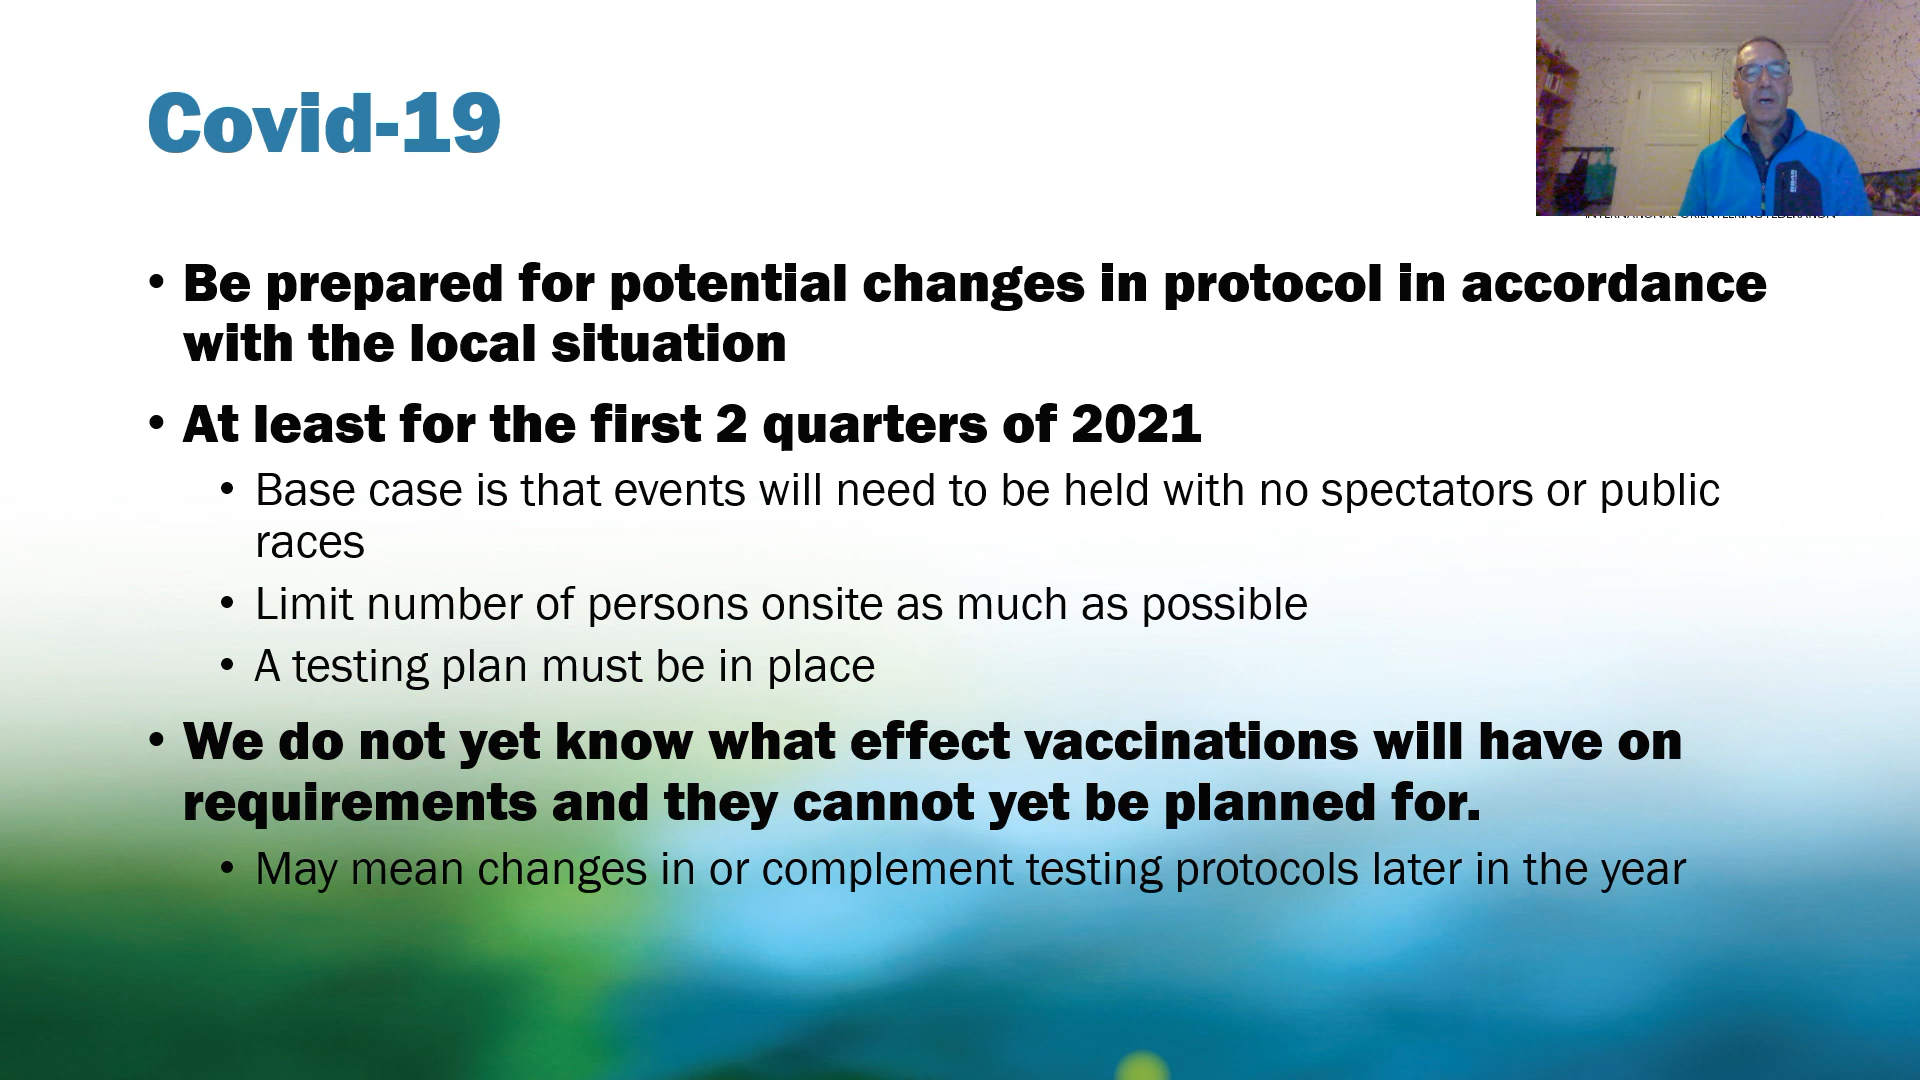 Covid-19
INTERNATIONAL ORIENTEERING FEDERATION
• Be prepared for potential changes in protocol in accordance
with the local situation
• At least for the first 2 quarters of 2021
• Base case is that events will need to be held with no spectators or public
races
• Limit number of persons onsite as much as possible
• A testing plan must be in place
• We do not yet know what effect vaccinations will have on
requirements and they cannot yet be planned for.
• May mean changes in or complement testing protocols later in the year